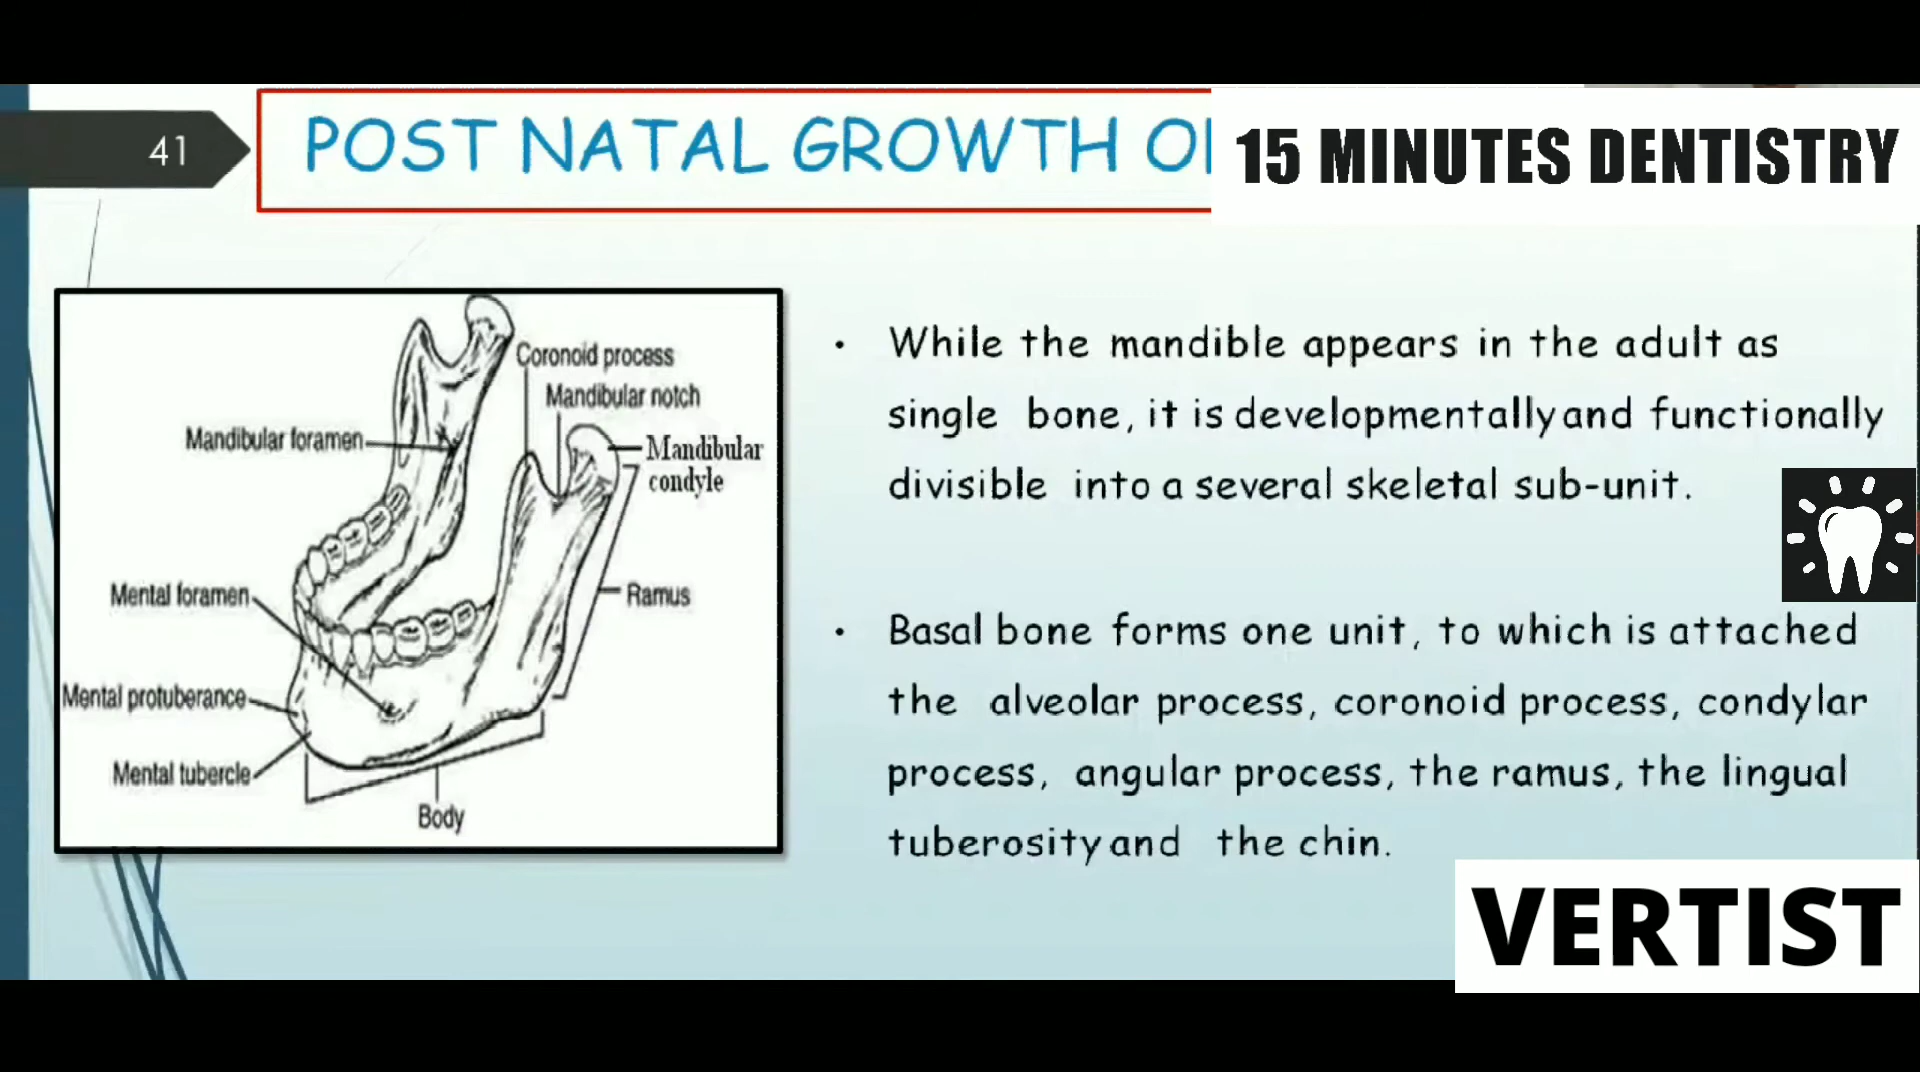 41
POST NATAL GROWTH
15 MINUTES DENTISTRY
Coronoid process
Mandibular notch
Mandibular foramen
Mandibular
condyle
Mental foramen
Ramus
Mental protuberance
Mental tubercle
Body
• While the mandible appears in the adult as
single bone, it is developmentally and functionally
divisible into a several skeletal sub-unit.
• Basal bone forms one unit, to which is attached
the alveolar process, coronoid process, condylar
process, angular process, the ramus, the lingual
tuberosity and the chin.
VERTIST